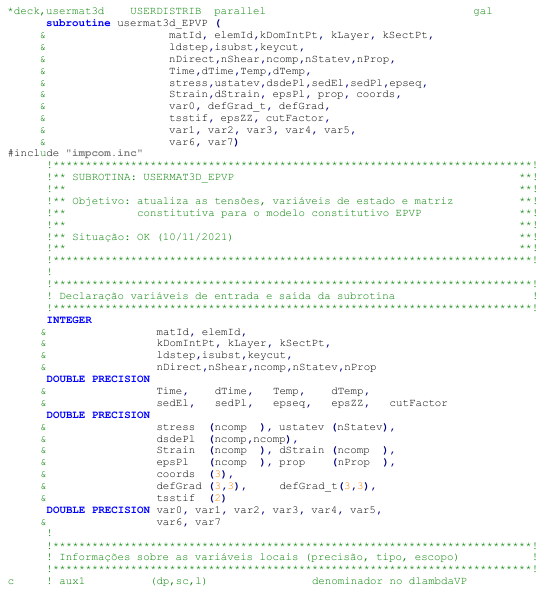 *deck,usermat3d    USERDISTRIB  parallel                                      gal
      subroutine usermat3d_EPVP (
     &                    matId, elemId,kDomIntPt, kLayer, kSectPt,
     &                    ldstep,isubst,keycut,
     &                    nDirect,nShear,ncomp,nStatev,nProp,
     &                    Time,dTime,Temp,dTemp,
     &                    stress,ustatev,dsdePl,sedEl,sedPl,epseq,
     &                    Strain,dStrain, epsPl, prop, coords,
     &                    var0, defGrad_t, defGrad,
     &                    tsstif, epsZZ, cutFactor,
     &                    var1, var2, var3, var4, var5,
     &                    var6, var7)
#include "impcom.inc"
      !*****************************************************************************!
      !** SUBROTINA: USERMAT3D_EPVP                                              **!
      !**                                                                         **!
      !** Objetivo: atualiza as tensões, variáveis de estado e matriz            **!
      !**           constitutiva para o modelo constitutivo EPVP                 **!
      !**                                                                         **!
      !** Situação: OK (10/11/2021)                                              **!
      !**                                                                         **!
      !*****************************************************************************!
      !
      !*****************************************************************************!
      ! Declaração variáveis de entrada e saída da subrotina                      !
      !*****************************************************************************!
      INTEGER
     &                  matId, elemId,
     &                  kDomIntPt, kLayer, kSectPt,
     &                  ldstep,isubst,keycut,
     &                  nDirect,nShear,ncomp,nStatev,nProp
      DOUBLE PRECISION
     &                  Time,    dTime,   Temp,    dTemp,
     &                  sedEl,   sedPl,   epseq,   epsZZ,   cutFactor
      DOUBLE PRECISION
     &                  stress  (ncomp  ), ustatev (nStatev),
     &                  dsdePl  (ncomp,ncomp),
     &                  Strain  (ncomp  ), dStrain (ncomp  ),
     &                  epsPl   (ncomp  ), prop    (nProp  ),
     &                  coords  (3),
     &                  defGrad (3,3),     defGrad_t(3,3),
     &                  tsstif  (2)
      DOUBLE PRECISION var0, var1, var2, var3, var4, var5,
     &                  var6, var7
      !
      !*****************************************************************************!
      ! Informações sobre as variáveis locais (precisão, tipo, escopo)            !
      !*****************************************************************************!
c     ! aux1           (dp,sc,l)                 denominador no dlambdaVP